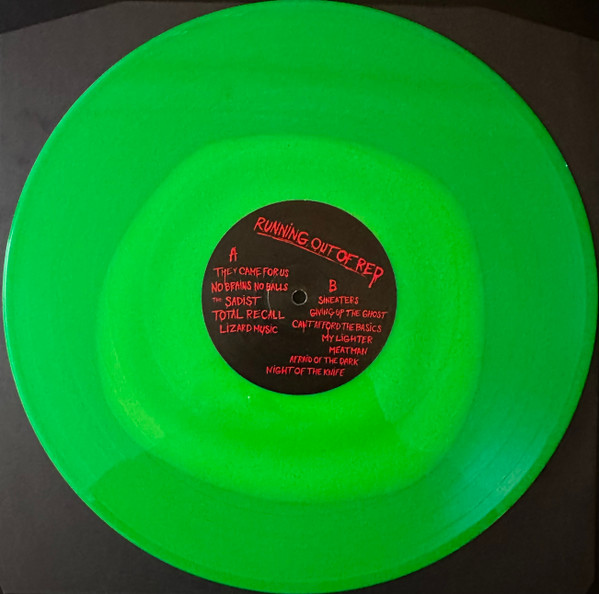 RUNNING OUT OF RED
A
THEY CAME FOR US
NO BRAINS NO BALLS
THE SADIST
TOTAL RECALL
LIZARD MUSIC
B
SWEATERS
GIVING UP THE GHOST
CAN'T AFFORD THE BASICS
MY LIGHTER
MEATMAN
AFRAID OF THE DARK
NIGHT OF THE KNIFE